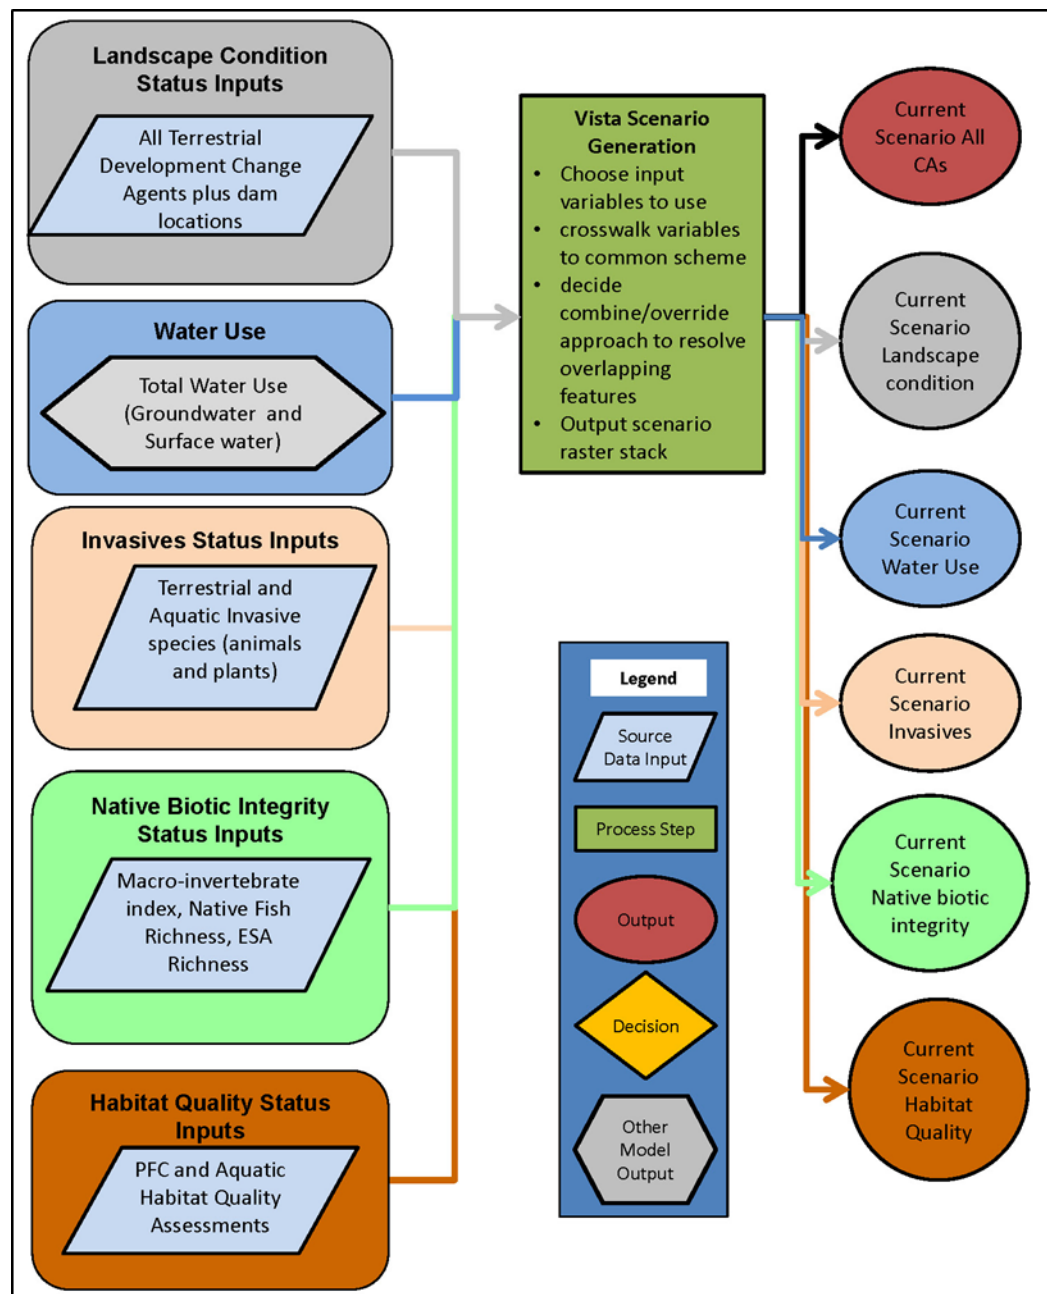 Landscape Condition
Status Inputs
All Terrestrial
Development Change
Agents plus dam
locations
Water Use
Total Water Use
(Groundwater and
Surface water)
Invasives Status Inputs
Terrestrial and
Aquatic Invasive
species (animals
and plants)
Native Biotic Integrity
Status Inputs
Macro-invertebrate
index, Native Fish
Richness, ESA
Richness
Habitat Quality Status
Inputs
PFC and Aquatic
Habitat Quality
Assessments
Vista Scenario
Generation
• Choose input
variables to use
• crosswalk variables
to common scheme
• decide
combine/override
approach to resolve
overlapping
features
• Output scenario
raster stack
Legend
Source
Data Input
Process Step
Output
Decision
Other
Model
Output
Current
Scenario All
CAs
Current
Scenario
Landscape
condition
Current
Scenario
Water Use
Current
Scenario
Invasives
Current
Scenario
Native biotic
integrity
Current
Scenario
Habitat
Quality